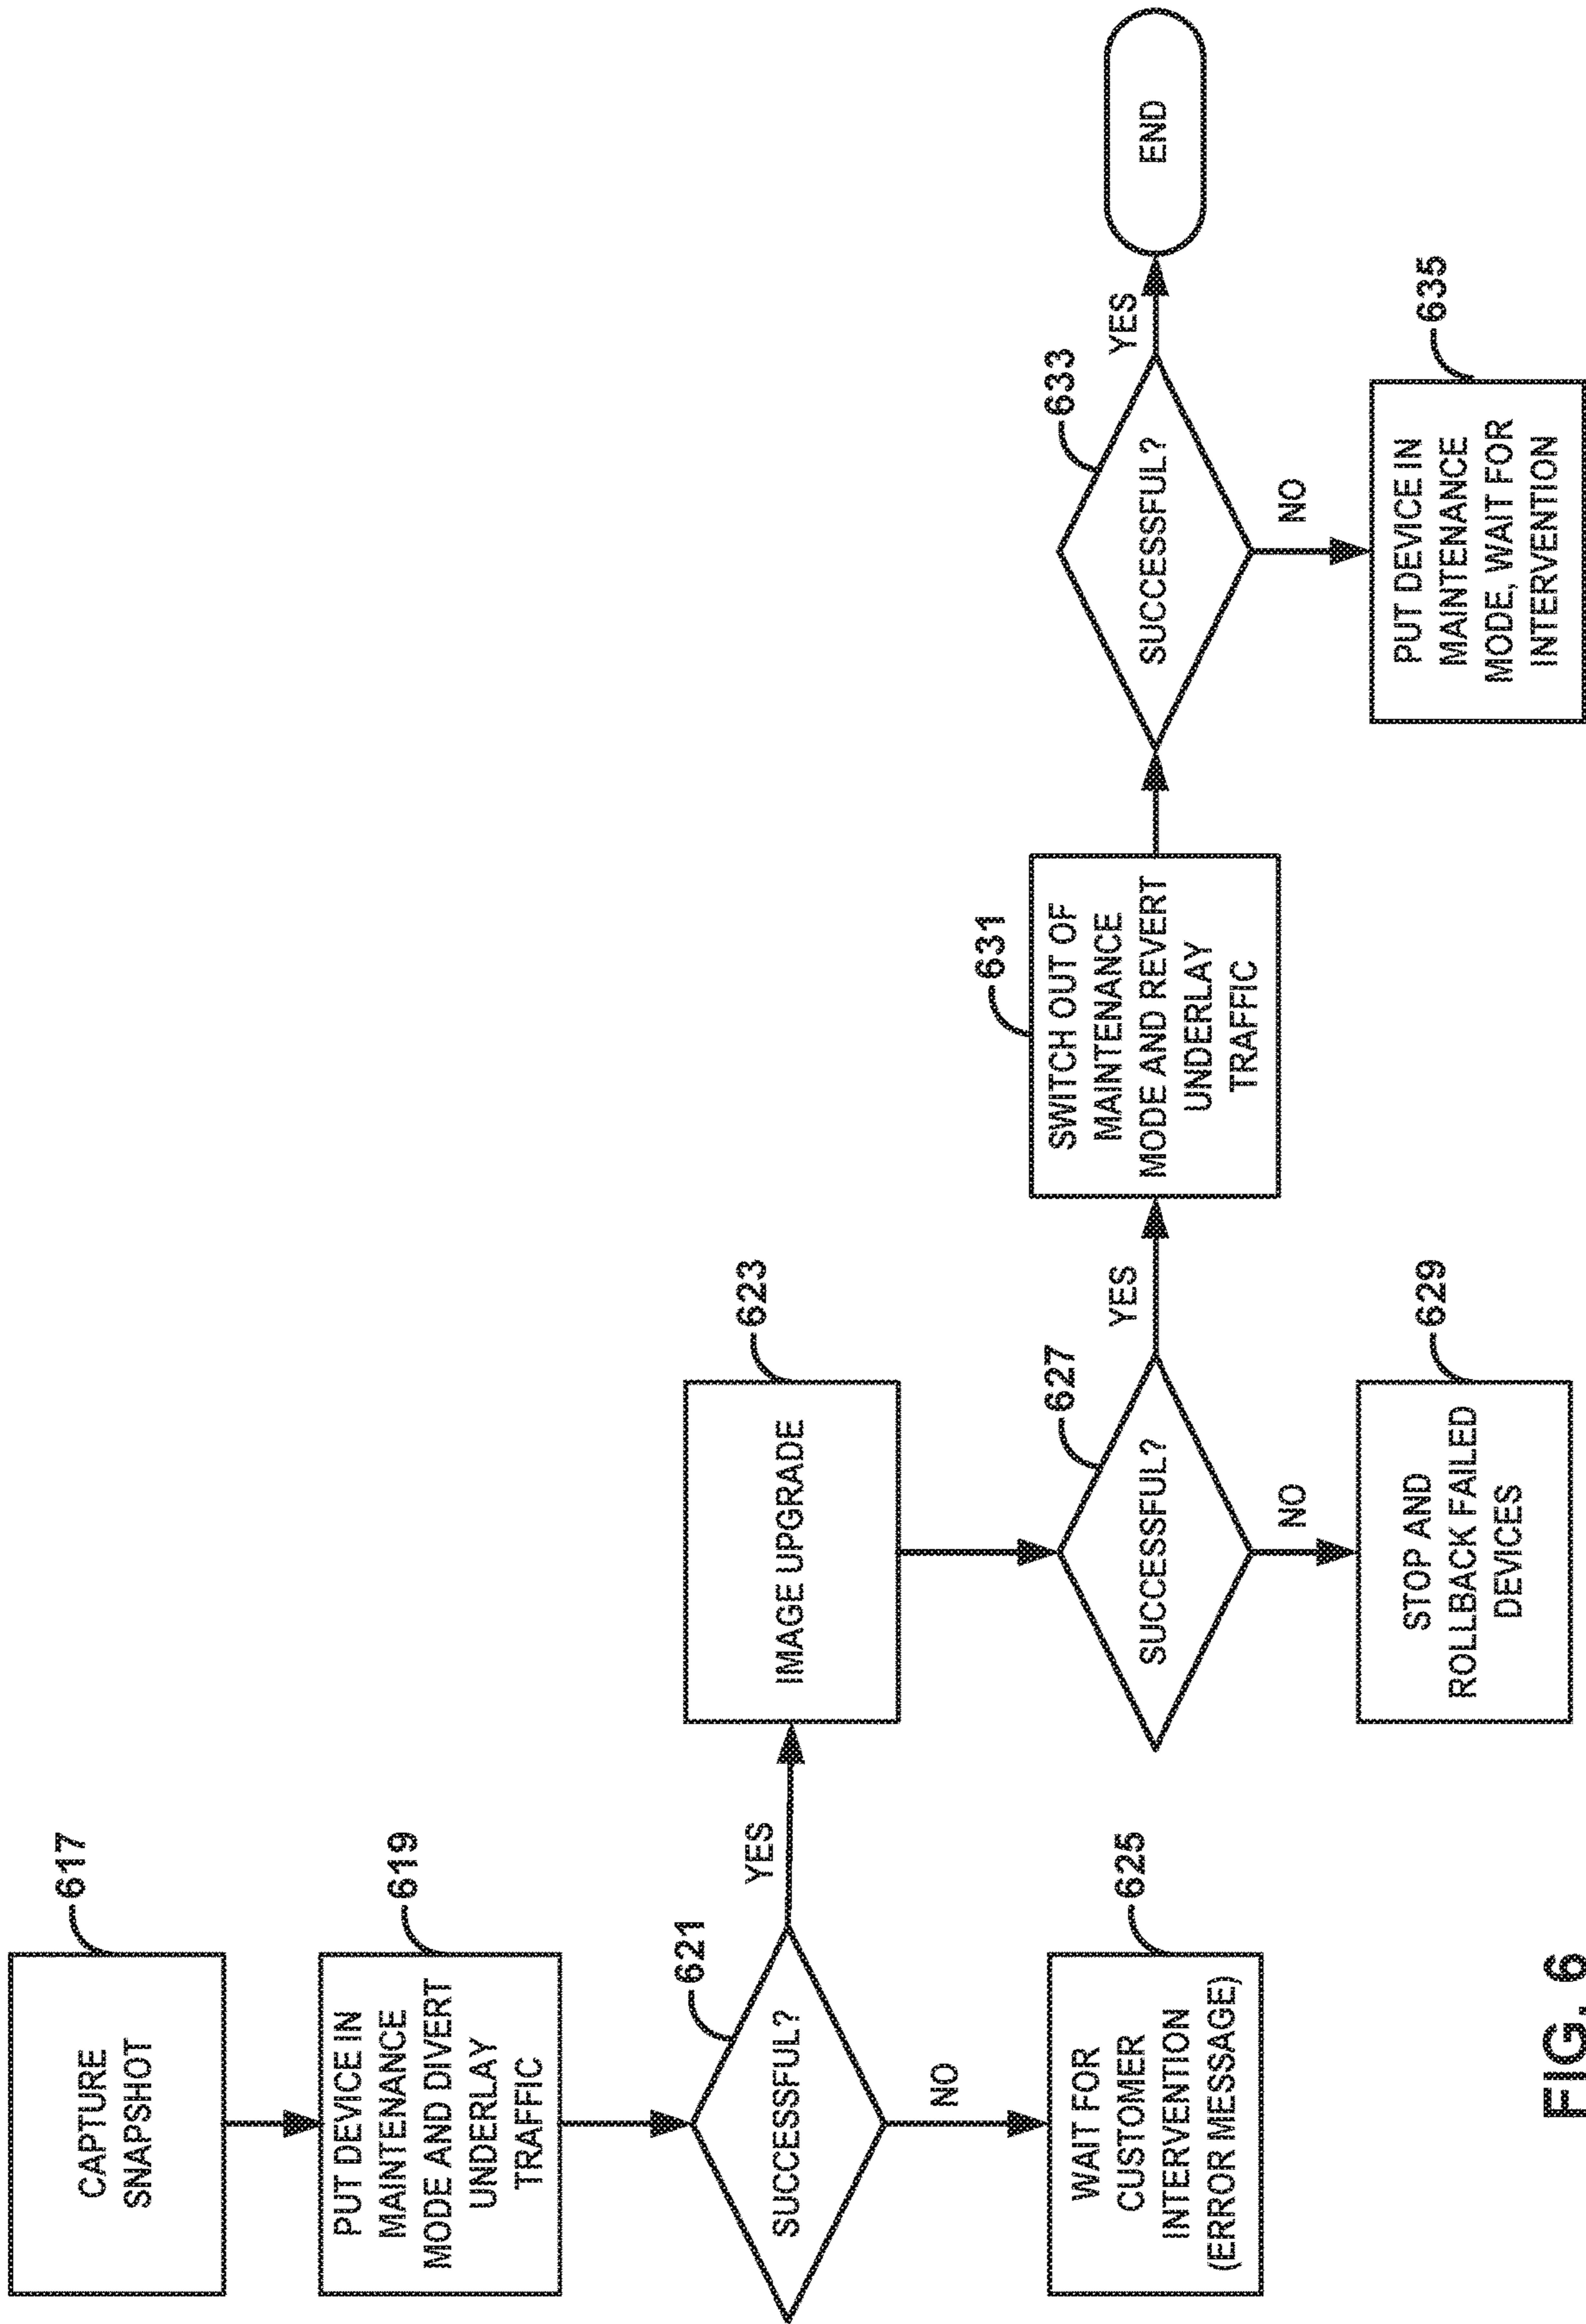 617
CAPTURE
SNAPSHOT
619
PUT DEVICE IN
MAINTENANCE
MODE AND DIVERT
UNDERLAY
TRAFFIC
621
SUCCESSFUL?
YES
NO
623
IMAGE UPGRADE
625
WAIT FOR
CUSTOMER
INTERVENTION
(ERROR MESSAGE)
627
SUCCESSFUL?
YES
NO
629
STOP AND
ROLLBACK FAILED
DEVICES
631
SWITCH OUT OF
MAINTENANCE
MODE AND REVERT
UNDERLAY
TRAFFIC
633
SUCCESSFUL?
YES
NO
END
635
PUT DEVICE IN
MAINTENANCE
MODE, WAIT FOR
INTERVENTION
FIG. 6